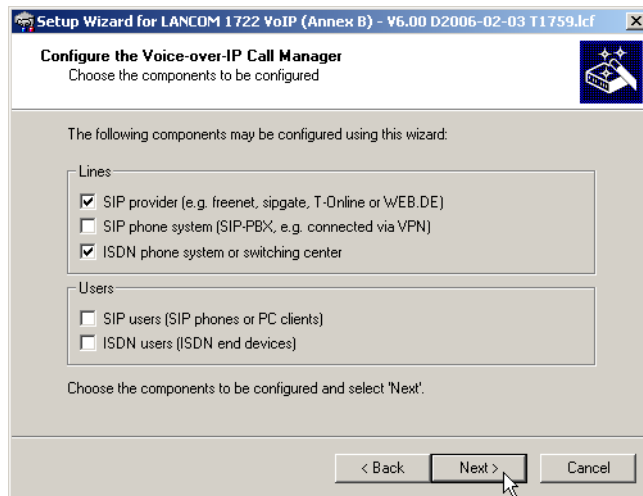 Setup Wizard for LANCOM 1722 VoIP (Annex B) - V6.00 D2006-02-03 T1759.lcf
Configure the Voice-over-IP Call Manager
Choose the components to be configured
The following components may be configured using this wizard:
Lines
SIP provider (e.g. freenet, sipgate, T-Online or WEB.DE)
SIP phone system (SIP-PBX, e.g. connected via VPN)
ISDN phone system or switching center
Users
SIP users (SIP phones or PC clients)
ISDN users (ISDN end devices)
Choose the components to be configured and select 'Next'.
< Back Next > Cancel